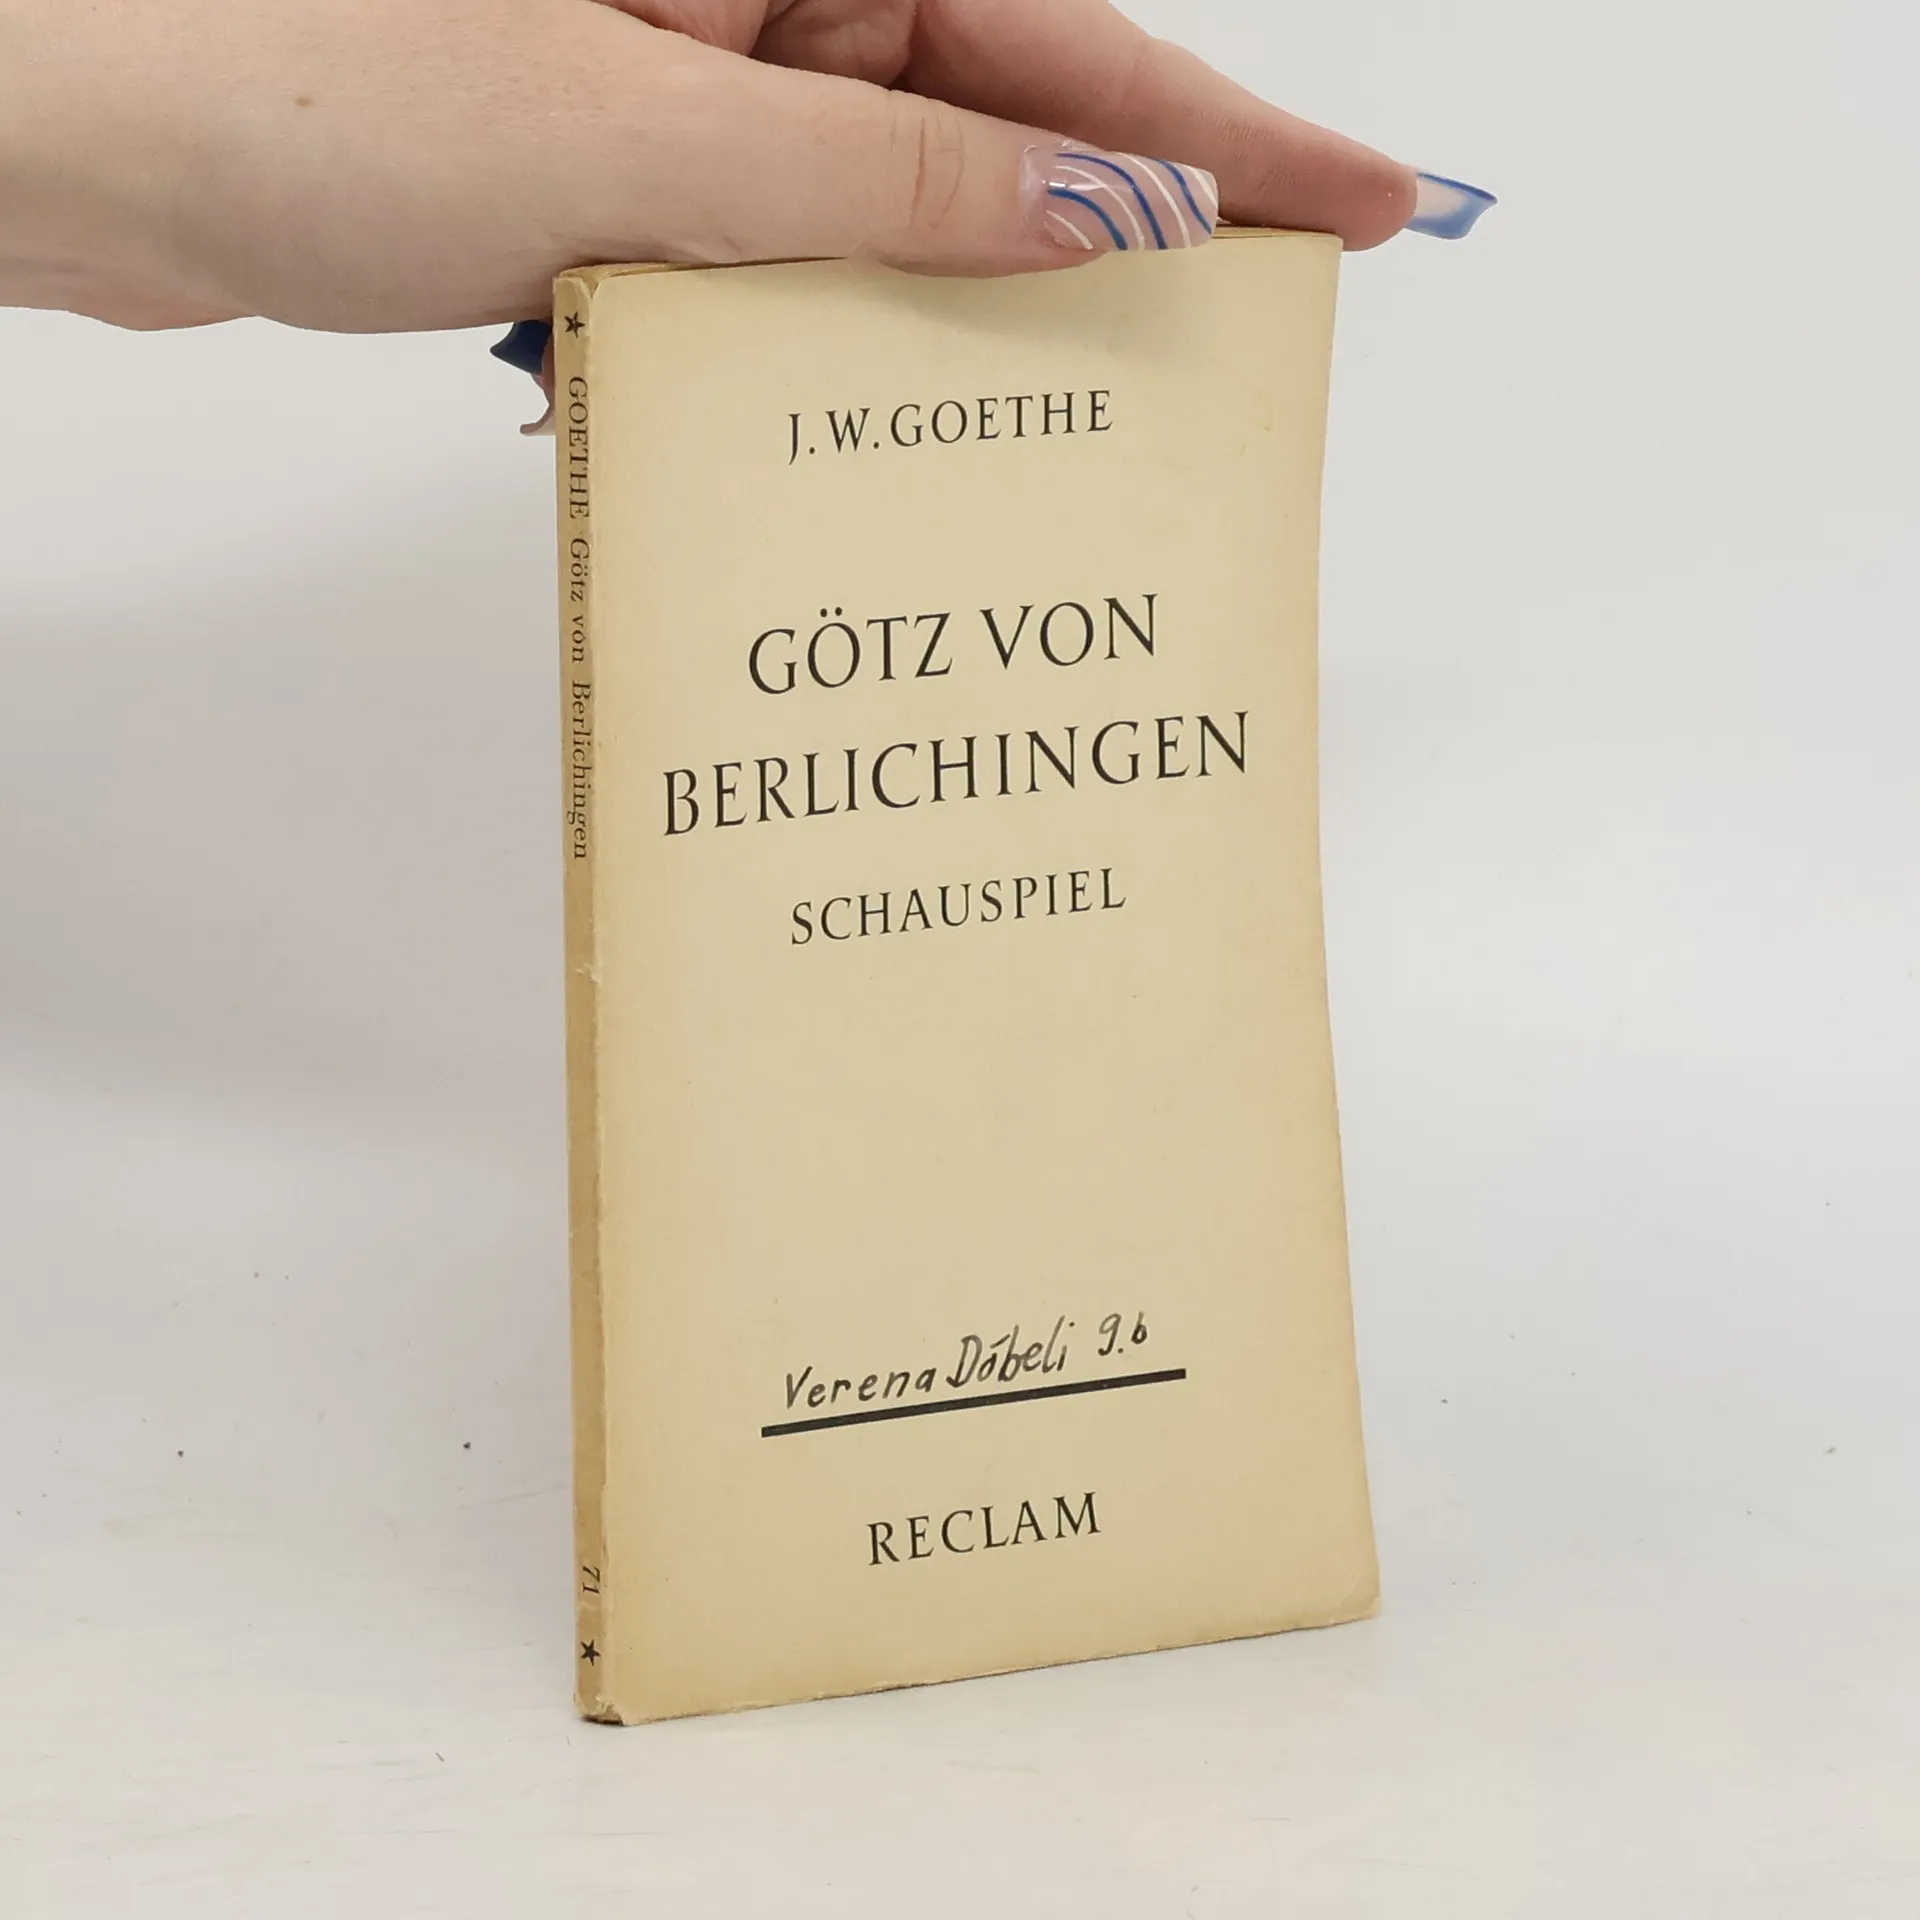 J. W. GOETHE
GÖTZ VON
BERLICHINGEN
SCHAUSPIEL
Verena Döbeli 9.b
RECLAM
★ GOETHE Götz von Berlichingen 71 ★